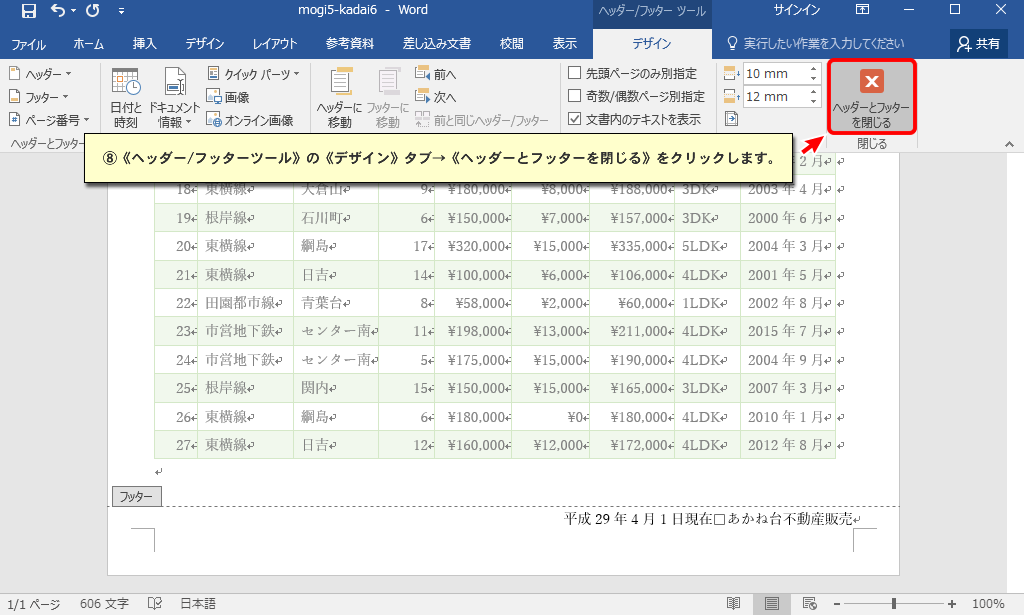 mogi5-kadai6 - Word
ヘッダー/フッター ツール
サインイン
ファイル
ホーム
挿入
デザイン
レイアウト
参考資料
差し込み文書
校閲
表示
デザイン
実行したい作業を入力してください
共有
ヘッダー
フッター
ページ番号
ヘッダーとフッター
日付と
時刻
ドキュメント
情報
クイック パーツ
画像
オンライン画像
ヘッダーに
移動
フッターに
移動
前へ
次へ
前と同じヘッダー/フッター
先頭ページのみ別指定
奇数/偶数ページ別指定
文書内のテキストを表示
10 mm
12 mm
ヘッダーとフッター
を閉じる
閉じる
⑧《ヘッダー/フッターツール》の《デザイン》タブ→《ヘッダーとフッターを閉じる》をクリックします。
2 月
18 東横線 大倉山 9 ¥180,000 ¥8,000 ¥188,000 3DK 2003 年 4 月
19 根岸線 石川町 6 ¥150,000 ¥7,000 ¥157,000 3DK 2000 年 6 月
20 東横線 綱島 17 ¥320,000 ¥15,000 ¥335,000 5LDK 2004 年 3 月
21 東横線 日吉 14 ¥100,000 ¥6,000 ¥106,000 4LDK 2001 年 5 月
22 田園都市線 青葉台 8 ¥58,000 ¥2,000 ¥60,000 1LDK 2002 年 8 月
23 市営地下鉄 センター南 11 ¥198,000 ¥13,000 ¥211,000 4LDK 2015 年 7 月
24 市営地下鉄 センター南 5 ¥175,000 ¥15,000 ¥190,000 4LDK 2004 年 9 月
25 根岸線 関内 15 ¥150,000 ¥15,000 ¥165,000 3LDK 2007 年 3 月
26 東横線 綱島 6 ¥180,000 ¥0 ¥180,000 4LDK 2010 年 1 月
27 東横線 日吉 12 ¥160,000 ¥12,000 ¥172,000 4LDK 2012 年 8 月
フッター
平成 29 年 4 月 1 日現在□あかね台不動産販売
1/1 ページ
606 文字
日本語
100%